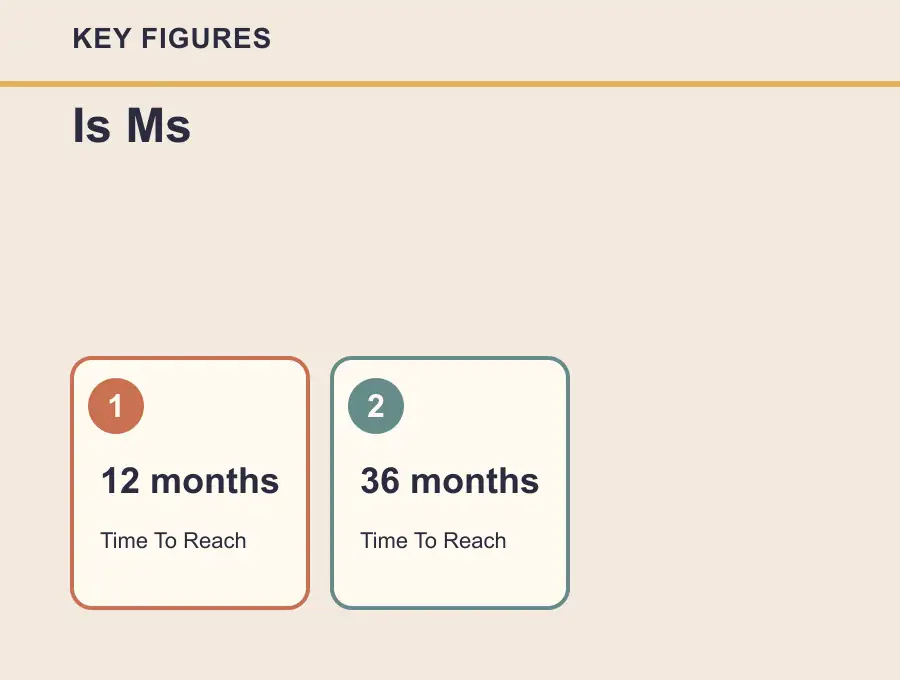 KEY FIGURES
Is Ms
1
2
12 months
36 months
Time To Reach
Time To Reach